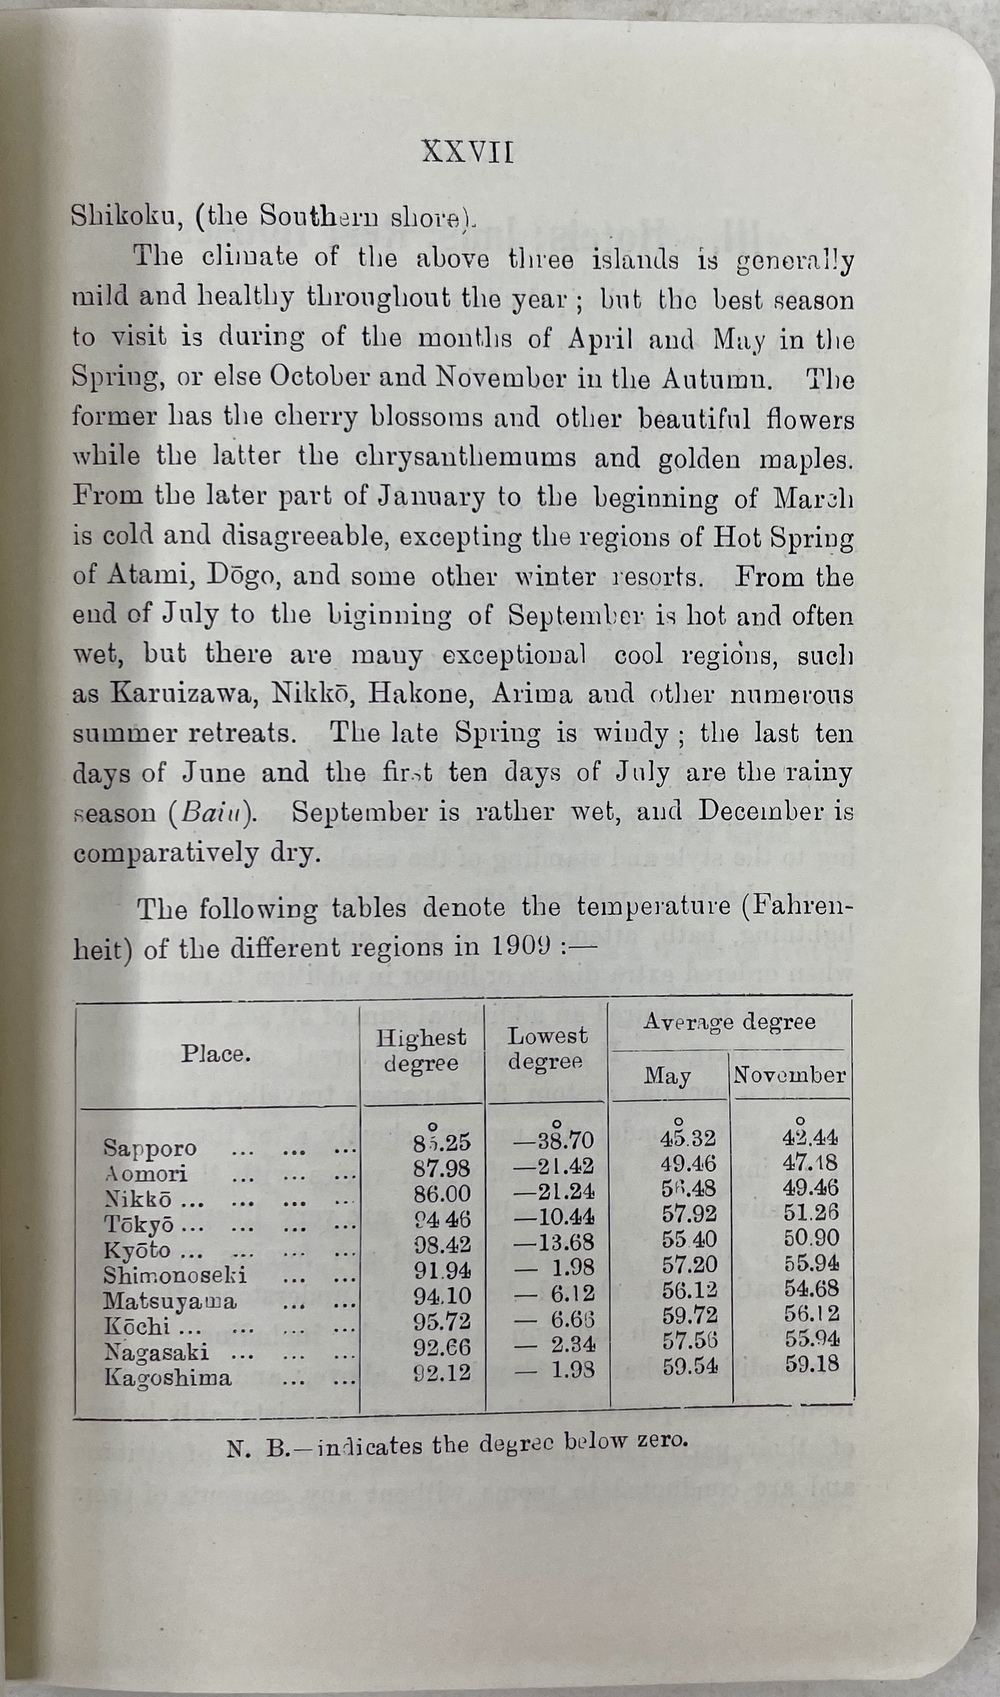 XXVII
Shikoku, (the Southern shore).
The climate of the above three islands is generally
mild and healthy throughout the year ; but the best season
to visit is during of the months of April and May in the
Spring, or else October and November in the Autumn. The
former has the cherry blossoms and other beautiful flowers
while the latter the chrysanthemums and golden maples.
From the later part of January to the beginning of March
is cold and disagreeable, excepting the regions of Hot Spring
of Atami, Dōgo, and some other winter resorts. From the
end of July to the biginning of September is hot and often
wet, but there are many exceptional cool regions, such
as Karuizawa, Nikkō, Hakone, Arima and other numerous
summer retreats. The late Spring is windy ; the last ten
days of June and the first ten days of July are the rainy
season (Baiu). September is rather wet, and December is
comparatively dry.
The following tables denote the temperature (Fahren-
heit) of the different regions in 1909 :—
Place. Highest degree Lowest degree Average degree
May November
Sapporo ... ... ... 85.25 —38.70 45.32 42.44
Aomori ... ... ... 87.98 —21.42 49.46 47.18
Nikkō ... ... ... ... 86.00 —21.24 56.48 49.46
Tōkyō ... ... ... ... 94 46 —10.44 57.92 51.26
Kyōto ... ... ... ... 98.42 —13.68 55.40 50.90
Shimonoseki ... ... 91.94 — 1.98 57.20 55.94
Matsuyama ... ... 94.10 — 6.12 56.12 54.68
Kōchi ... ... ... ... 95.72 — 6.66 59.72 56.12
Nagasaki ... ... ... 92.66 — 2.34 57.56 55.94
Kagoshima ... ... 92.12 — 1.98 59.54 59.18
N. B.—indicates the degree below zero.